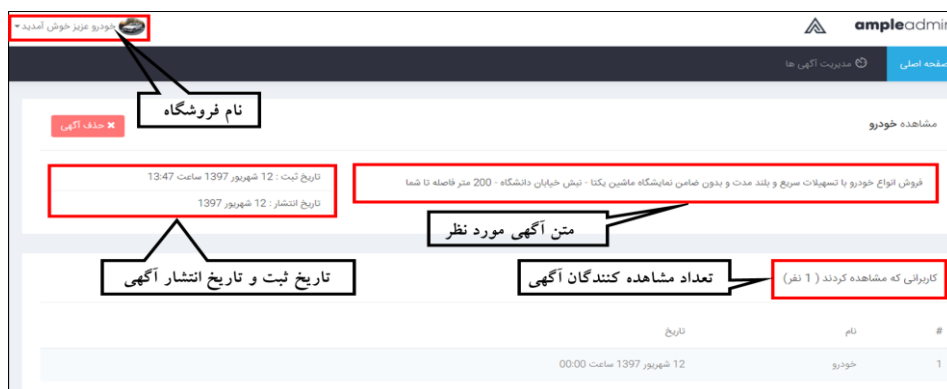 خودرو عزیز خوش آمدید
ampleadmin
صفحه اصلی
مدیریت آگهی ها
نام فروشگاه
مشاهده خودرو
× حذف آگهی
فروش انواع خودرو با تسهیلات سریع و بلند مدت و بدون ضامن نمایشگاه ماشین یکتا - نبش خیابان دانشگاه - 200 متر فاصله تا شما
تاریخ ثبت : 12 شهریور 1397 ساعت 13:47
تاریخ انتشار : 12 شهریور 1397
متن آگهی مورد نظر
تاریخ ثبت و تاریخ انتشار آگهی
تعداد مشاهده کنندگان آگهی
کاربرانی که مشاهده کردند ( 1 نفر)
# نام تاریخ
1 خودرو 12 شهریور 1397 ساعت 00:00